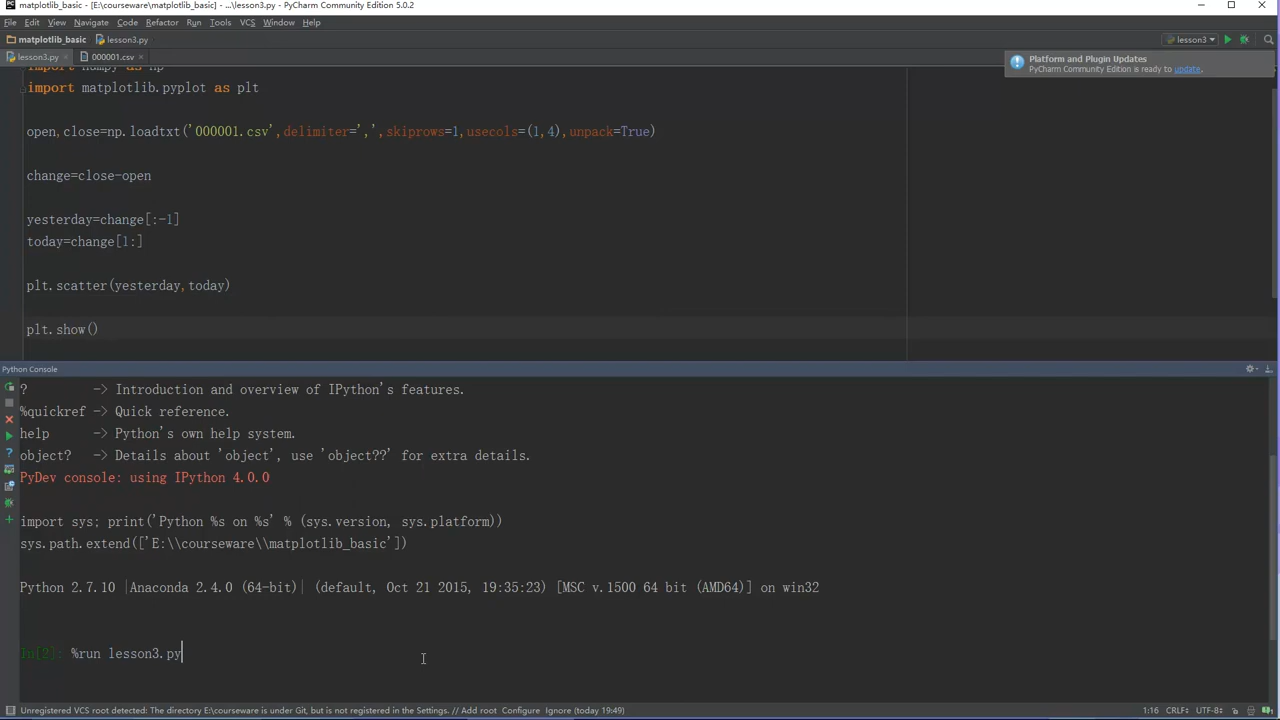 matplotlib_basic - [E:\courseware\matplotlib_basic] - ...\lesson3.py - PyCharm Community Edition 5.0.2
File Edit View Navigate Code Refactor Run Tools VCS Window Help
matplotlib_basic lesson3.py lesson3
lesson3.py 000001.csv
Platform and Plugin Updates
PyCharm Community Edition is ready to update.
import numpy as np
import matplotlib.pyplot as plt
open,close=np.loadtxt('000001.csv',delimiter=',',skiprows=1,usecols=(1,4),unpack=True)
change=close-open
yesterday=change[:-1]
today=change[1:]
plt.scatter(yesterday,today)
plt.show()
Python Console
? -> Introduction and overview of IPython's features.
%quickref -> Quick reference.
help -> Python's own help system.
object? -> Details about 'object', use 'object??' for extra details.
PyDev console: using IPython 4.0.0
import sys; print('Python %s on %s' % (sys.version, sys.platform))
sys.path.extend(['E:\\courseware\\matplotlib_basic'])
Python 2.7.10 |Anaconda 2.4.0 (64-bit)| (default, Oct 21 2015, 19:35:23) [MSC v.1500 64 bit (AMD64)] on win32
In[2]: %run lesson3.py
Unregistered VCS root detected: The directory E:\courseware is under Git, but is not registered in the Settings. // Add root Configure Ignore (today 19:49) 1:16 CRLF UTF-8